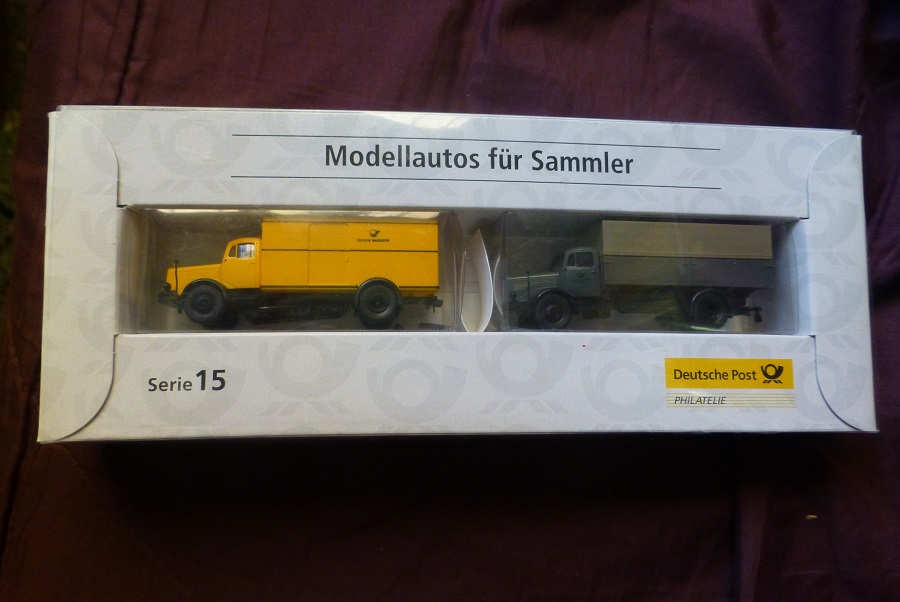 Modellautos für Sammler
Serie 15
Deutsche Post
PHILATELIE